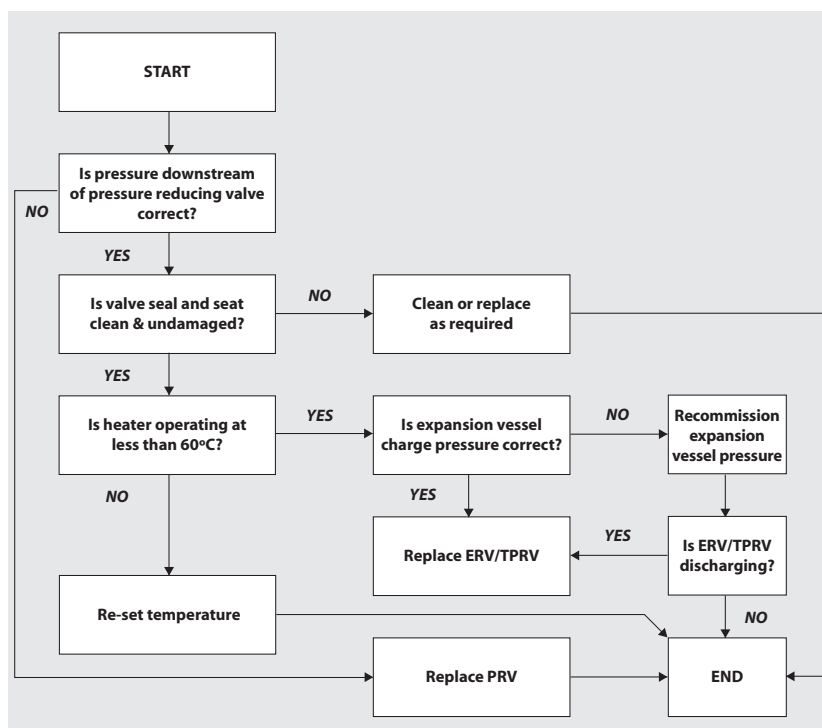 START
Is pressure downstream
of pressure reducing valve
correct?
NO
YES
Is valve seal and seat
clean & undamaged?
NO
Clean or replace
as required
YES
Is heater operating at
less than 60ºC?
YES
Is expansion vessel
charge pressure correct?
NO
Recommission
expansion
vessel pressure
NO
YES
Replace ERV/TPRV
YES
Is ERV/TPRV
discharging?
Re-set temperature
NO
Replace PRV
END